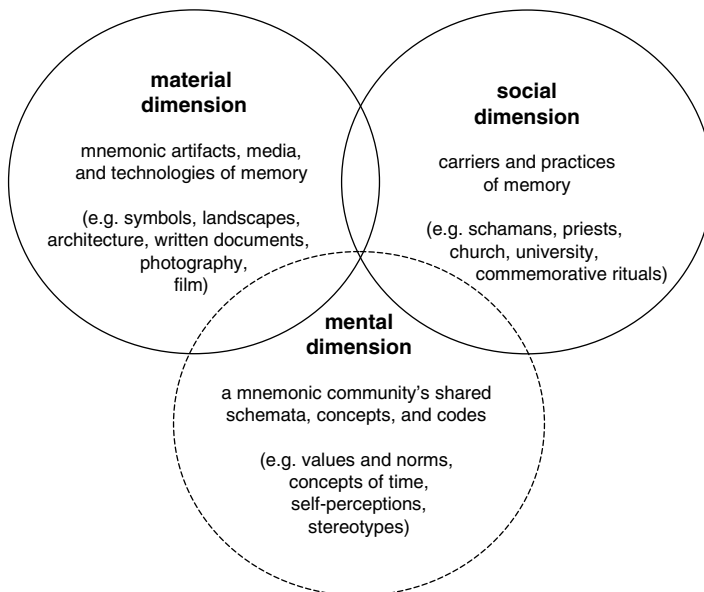 material
dimension
mnemonic artifacts, media,
and technologies of memory
(e.g. symbols, landscapes,
architecture, written documents,
photography,
film)
social
dimension
carriers and practices
of memory
(e.g. schamans, priests,
church, university,
commemorative rituals)
mental
dimension
a mnemonic community’s shared
schemata, concepts, and codes
(e.g. values and norms,
concepts of time,
self-perceptions,
stereotypes)